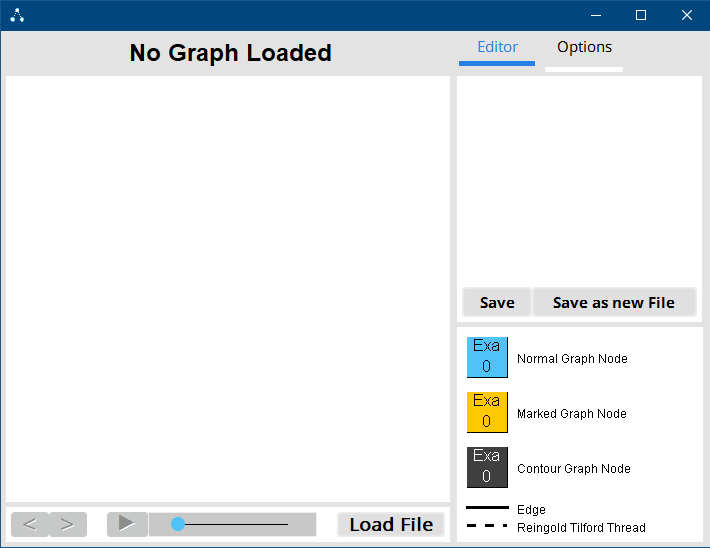 No Graph Loaded
Editor
Options
Save
Save as new File
Exa
0
Normal Graph Node
Exa
0
Marked Graph Node
Exa
0
Contour Graph Node
Edge
Reingold Tilford Thread
< >
Load File